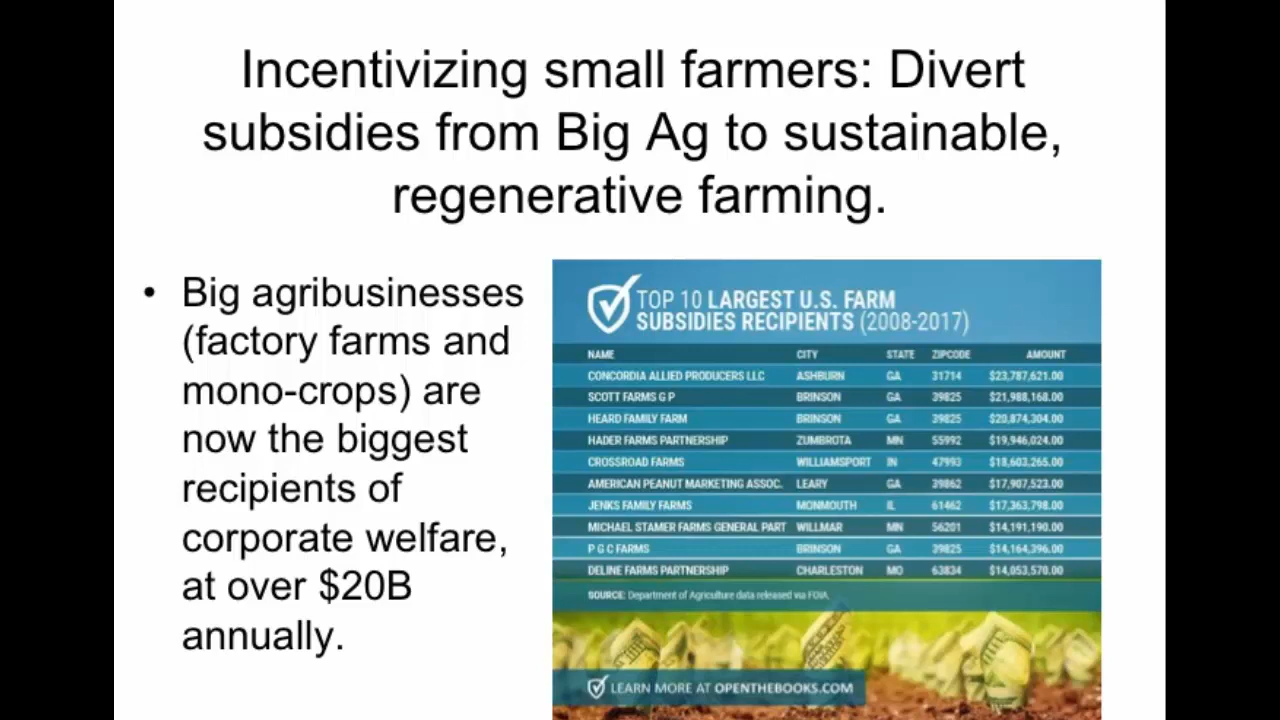 Incentivizing small farmers: Divert
subsidies from Big Ag to sustainable,
regenerative farming.
• Big agribusinesses
(factory farms and
mono-crops) are
now the biggest
recipients of
corporate welfare,
at over $20B
annually.
TOP 10 LARGEST U.S. FARM
SUBSIDIES RECIPIENTS (2008-2017)
NAME CITY STATE ZIPCODE AMOUNT
CONCORDIA ALLIED PRODUCERS LLC ASHBURN GA 31714 $23,787,621.00
SCOTT FARMS G P BRINSON GA 39825 $21,988,168.00
HEARD FAMILY FARM BRINSON GA 39825 $20,874,304.00
HADER FARMS PARTNERSHIP ZUMBROTA MN 55992 $19,946,024.00
CROSSROAD FARMS WILLIAMSPORT IN 47993 $18,603,265.00
AMERICAN PEANUT MARKETING ASSOC. LEARY GA 39862 $17,907,523.00
JENKS FAMILY FARMS MONMOUTH IL 61462 $17,363,798.00
MICHAEL STAMER FARMS GENERAL PART WILLMAR MN 56201 $14,191,190.00
P G C FARMS BRINSON GA 39825 $14,164,396.00
DELINE FARMS PARTNERSHIP CHARLESTON MO 63834 $14,053,570.00
SOURCE: Department of Agriculture data released via FOIA.
LEARN MORE AT OPENTHEBOOKS.COM